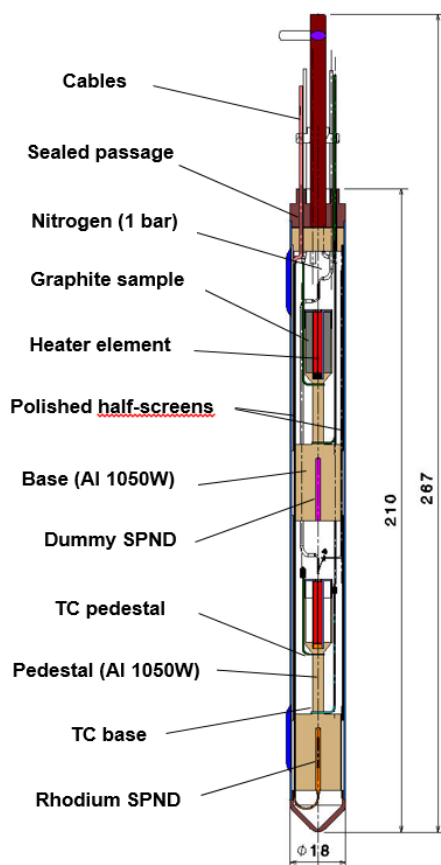 Cables
Sealed passage
Nitrogen (1 bar)
Graphite sample
Heater element
Polished half-screens
Base (Al 1050W)
Dummy SPND
TC pedestal
Pedestal (Al 1050W)
TC base
Rhodium SPND
210
267
ϕ18